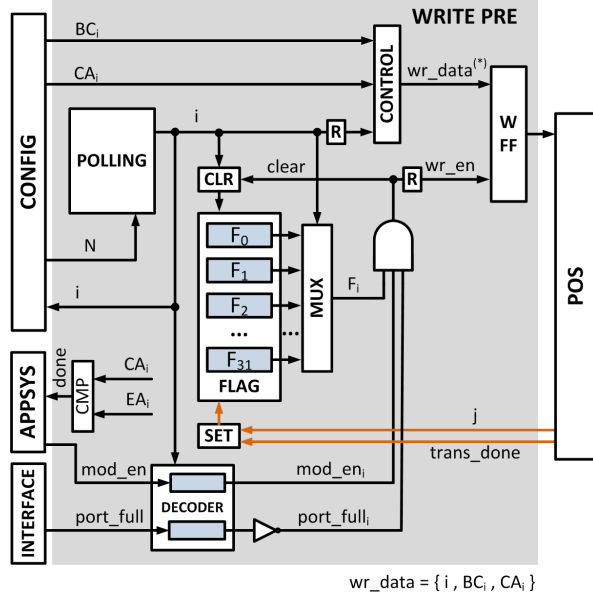 WRITE PRE
BCᵢ
CAᵢ
CONFIG
CONTROL
wr_data(*)
W
FF
POLLING
i
R
CLR
clear
R
wr_en
N
i
F₀
F₁
F₂
...
F₃₁
FLAG
...
MUX
Fᵢ
POS
APPSYS
done
CMP
CAᵢ
EAᵢ
SET
j
trans_done
mod_en
mod_enᵢ
DECODER
INTERFACE
port_full
port_fullᵢ
wr_data = { i , BCᵢ , CAᵢ }